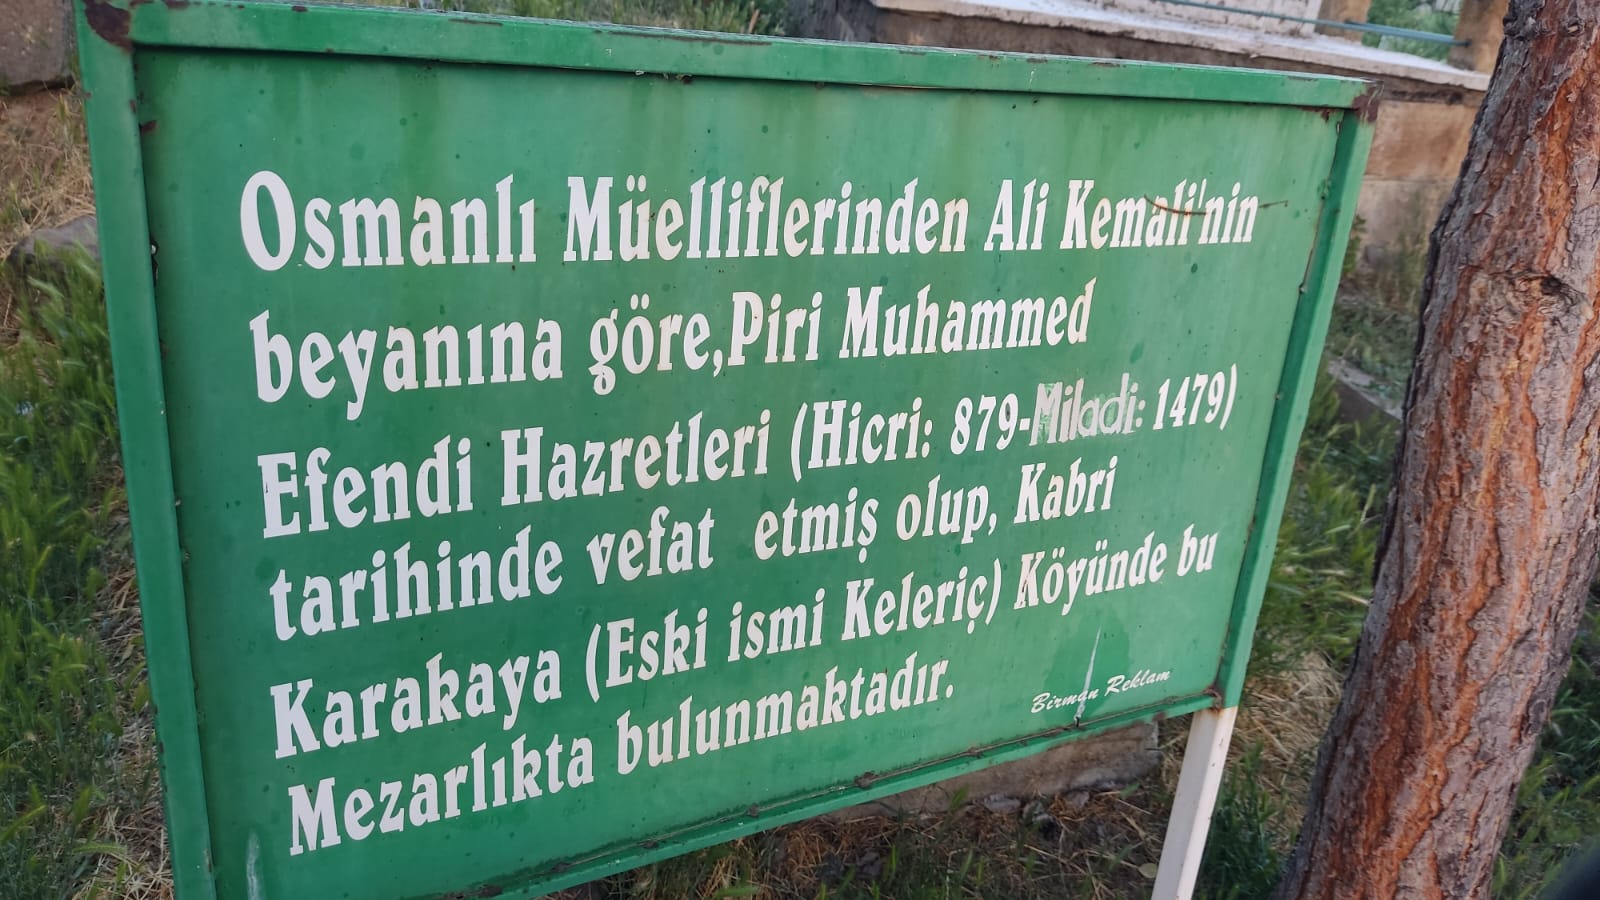 Osmanlı Müelliflerinden Ali Kemali'nin
beyanına göre,Piri Muhammed
Efendi Hazretleri (Hicri: 879-Miladi: 1479)
tarihinde vefat etmiş olup, Kabri
Karakaya (Eski ismi Keleriç) Köyünde bu
Mezarlıkta bulunmaktadır.
Birman Reklam